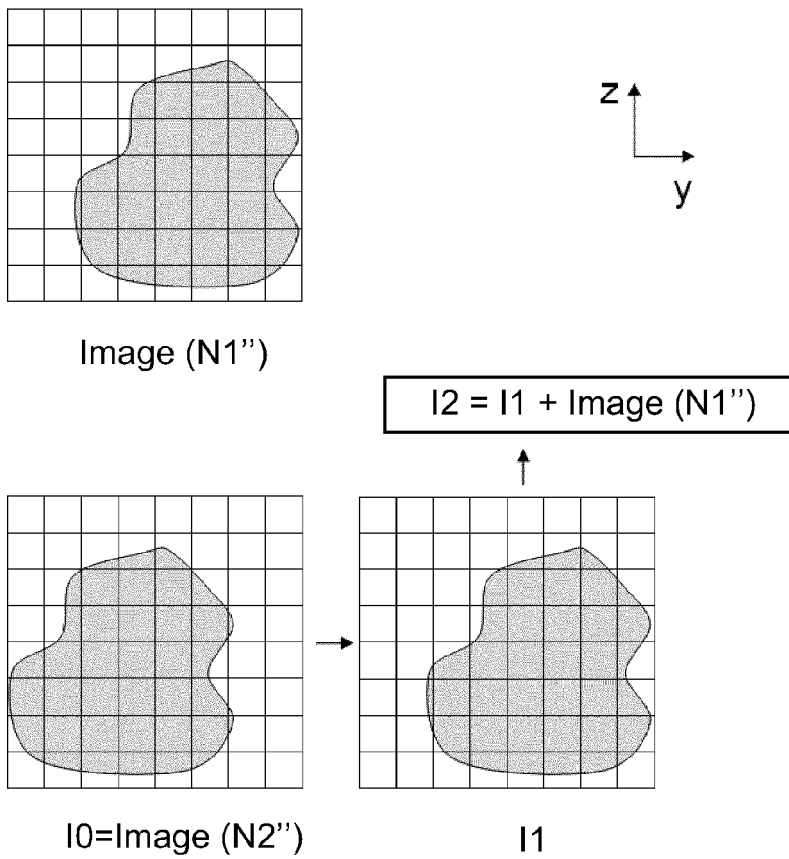 z
y
Image (N1'')
I2 = I1 + Image (N1'')
I0=Image (N2'')
I1